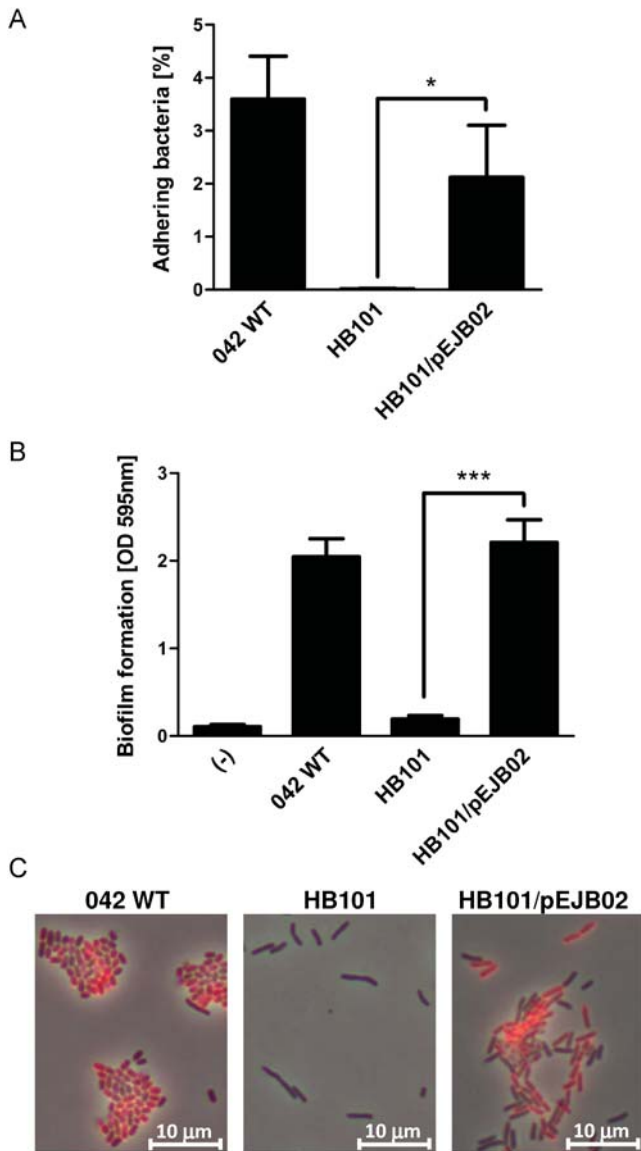 A
Adhering bacteria [%]
5
4
3
2
1
0
*
042 WT
HB101
HB101/pEJB02
B
Biofilm formation [OD 595nm]
3
2
1
0
***
(-)
042 WT
HB101
HB101/pEJB02
C
042 WT
HB101
HB101/pEJB02
10 µm
10 µm
10 µm